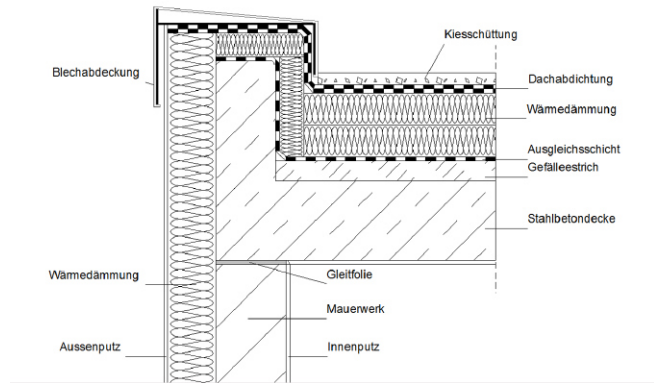 Kiesschüttung
Blechabdeckung
Dachabdichtung
Wärmedämmung
Ausgleichsschicht
Gefälleestrich
Stahlbetondecke
Wärmedämmung
Gleitfolie
Mauerwerk
Aussenputz
Innenputz